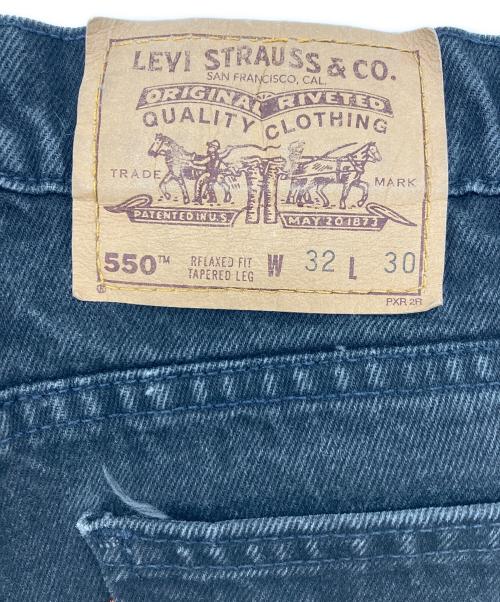 LEVI STRAUSS & CO.
SAN FRANCISCO, CAL.
ORIGINAL RIVETED
QUALITY CLOTHING
TRADE MARK
PATENTED IN U.S. MAY 20 1873
550™ RELAXED FIT TAPERED LEG W 32 L 30
® PXR 2R